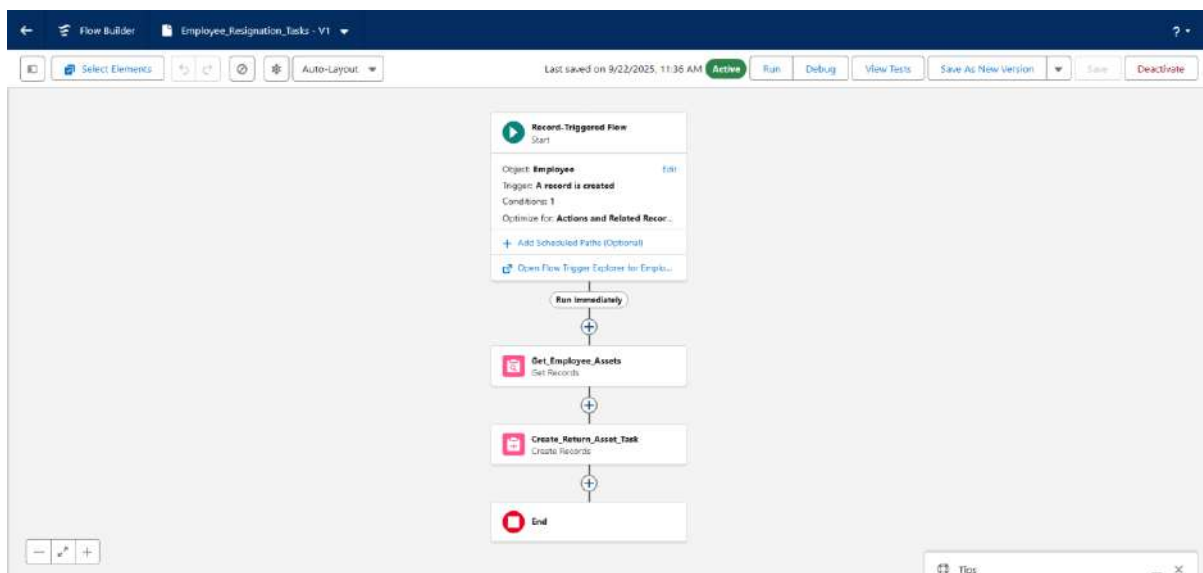 Flow Builder
Employee_Resignation_Tasks - V1
?
Select Elements
Auto-Layout
Last saved on 9/22/2025, 11:36 AM
Active
Run
Debug
View Tests
Save As New Version
Save
Deactivate
Record-Triggered Flow
Start
Object: Employee
Edit
Trigger: A record is created
Conditions: 1
Optimize for: Actions and Related Recor...
+ Add Scheduled Paths (Optional)
Open Flow Trigger Explorer for Emplo...
Run Immediately
Get_Employee_Assets
Get Records
Create_Return_Asset_Task
Create Records
End
Tips